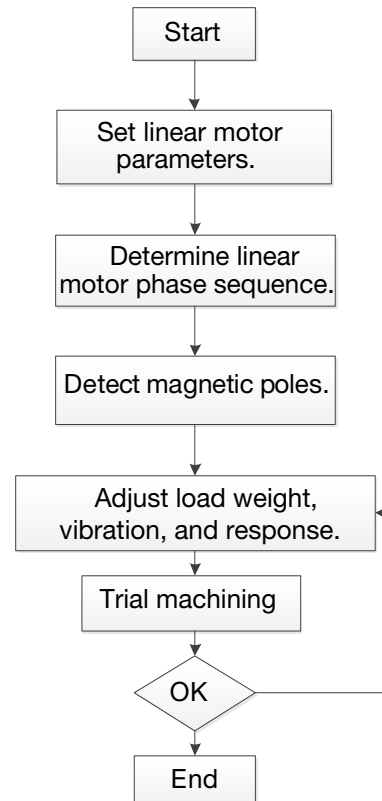 Start
Set linear motor
parameters.
Determine linear
motor phase sequence.
Detect magnetic poles.
Adjust load weight,
vibration, and response.
Trial machining
OK
End